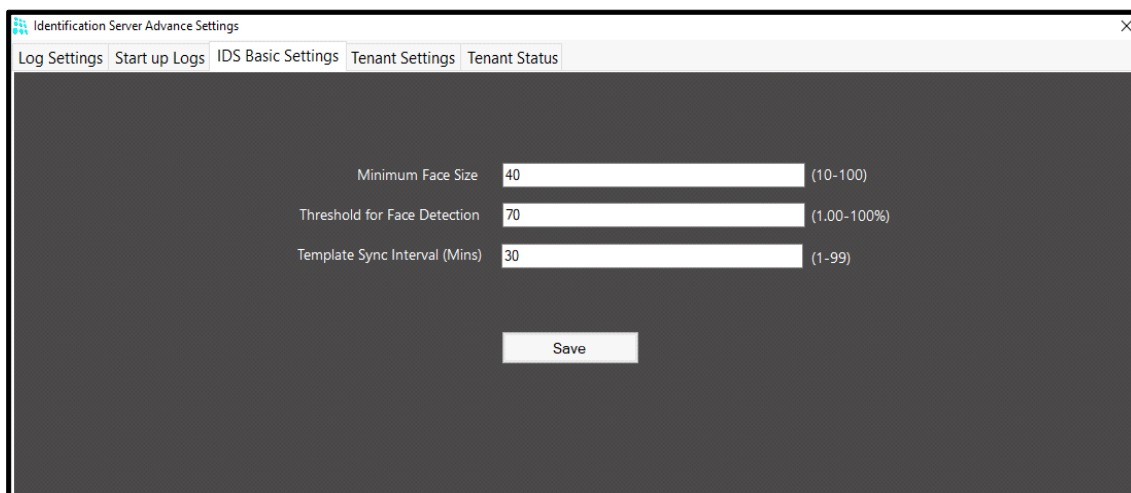 Identification Server Advance Settings
Log Settings Start up Logs IDS Basic Settings Tenant Settings Tenant Status
Minimum Face Size 40 (10-100)
Threshold for Face Detection 70 (1.00-100%)
Template Sync Interval (Mins) 30 (1-99)
Save